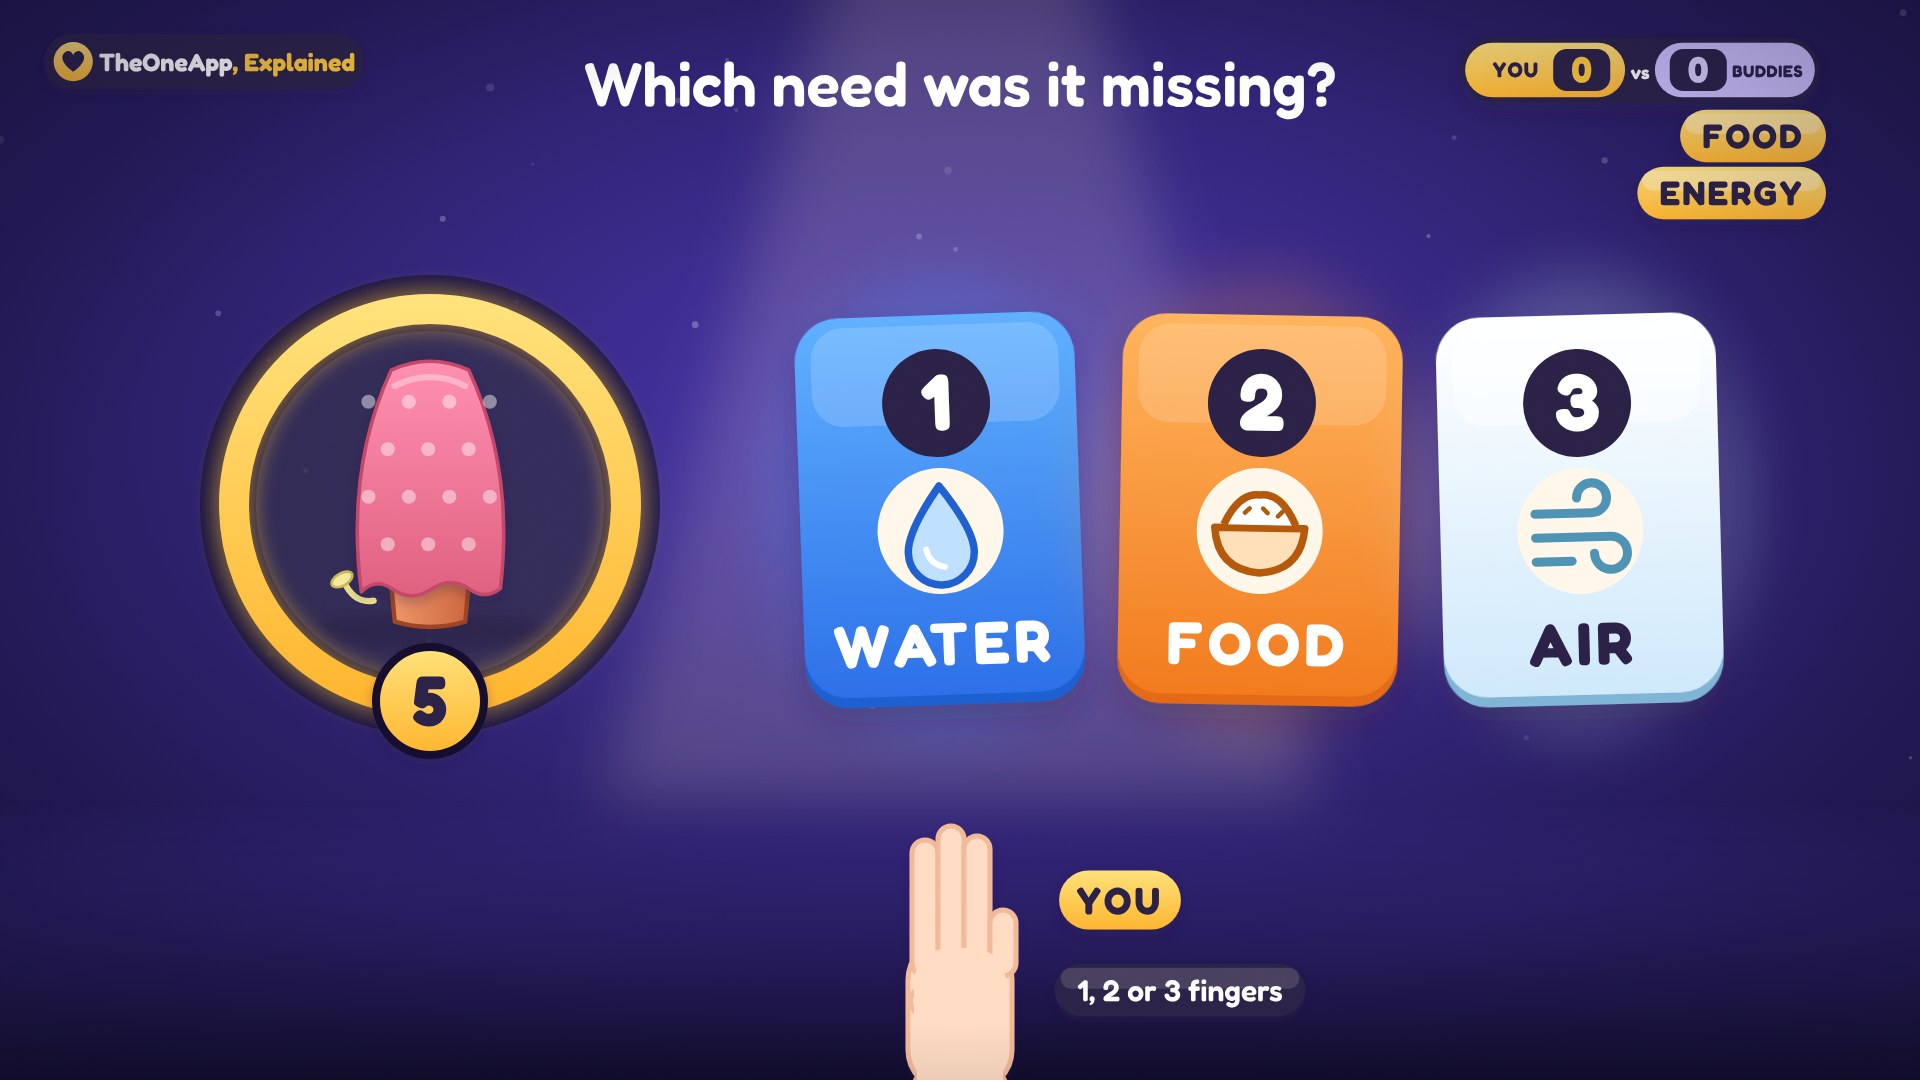 TheOneApp, Explained
Which need was it missing?
YOU 0 vs 0 BUDDIES
FOOD
ENERGY
1
2
3
WATER
FOOD
AIR
5
YOU
1, 2 or 3 fingers